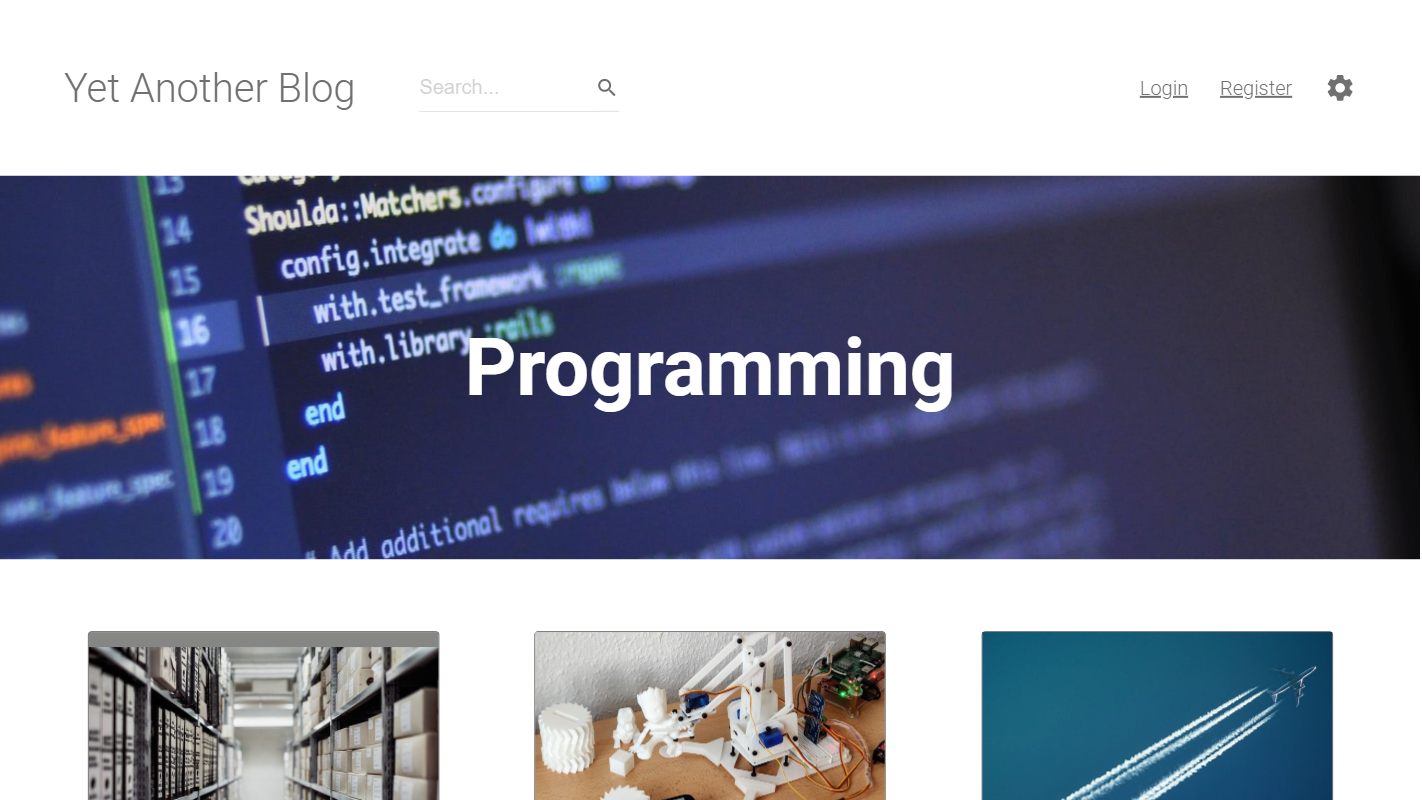 Yet Another Blog
Search...
Login
Register
13
14
15
16
17
18
19
20
Shoulda::Matchers.configure do
config.integrate do |with|
with.test_framework :rspec
with.library :rails
end
end
# Add additional requires below this line. Rails
Programming